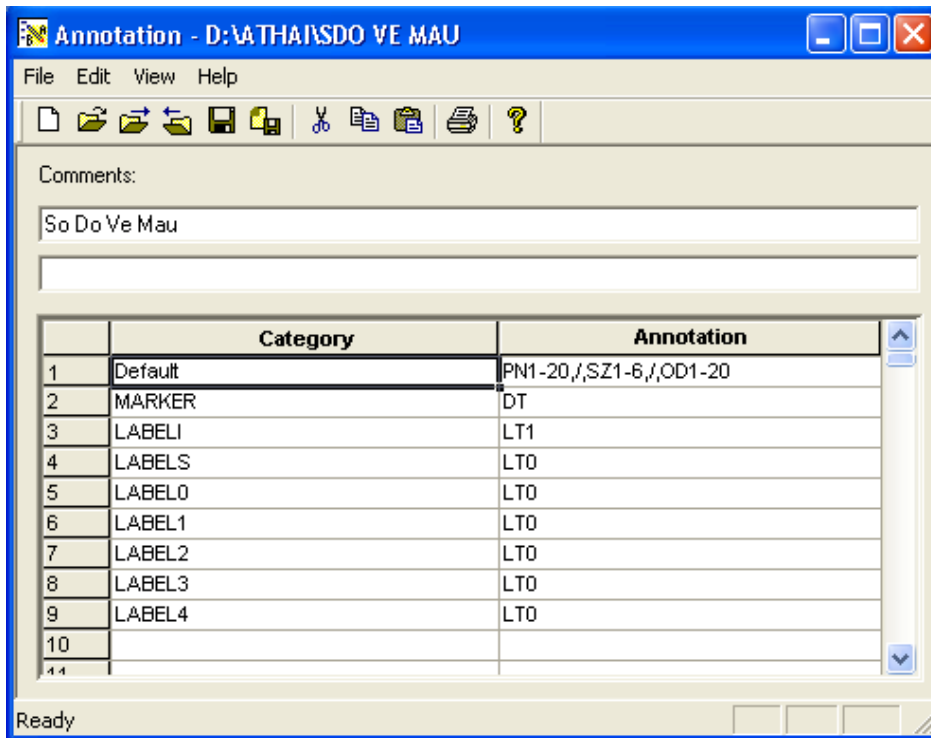 Annotation - D:\ATHAI\SDO VE MAU
File Edit View Help
Comments:
So Do Ve Mau
Category Annotation
1 Default PN1-20,/,SZ1-6,/,OD1-20
2 MARKER DT
3 LABELI LT1
4 LABELS LT0
5 LABEL0 LT0
6 LABEL1 LT0
7 LABEL2 LT0
8 LABEL3 LT0
9 LABEL4 LT0
10
11
Ready